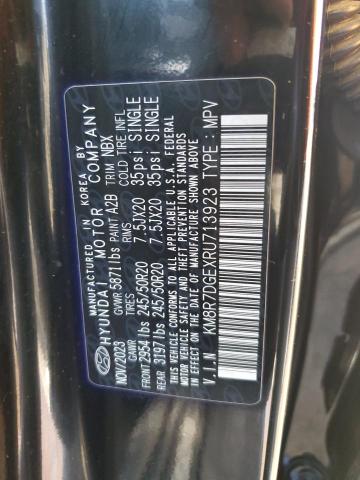 HYUNDAI MOTOR COMPANY
MANUFACTURED IN KOREA BY
NOV/2023 GVWR 5871 lbs PAINT A2B TRIM NBX
GAWR TIRES RIMS COLD TIRE INFL
FRONT 2954 lbs 245/50R20 7.5JX20 35psi SINGLE
REAR 3197 lbs 245/50R20 7.5JX20 35 psi SINGLE
THIS VEHICLE CONFORMS TO ALL APPLICABLE U.S.A. FEDERAL
MOTOR VEHICLE SAFETY AND THEFT PREVENTION STANDARDS
IN EFFECT ON THE DATE OF MANUFACTURE SHOWN ABOVE
V.I.N KM8R7DGEXRU713923 TYPE : MPV